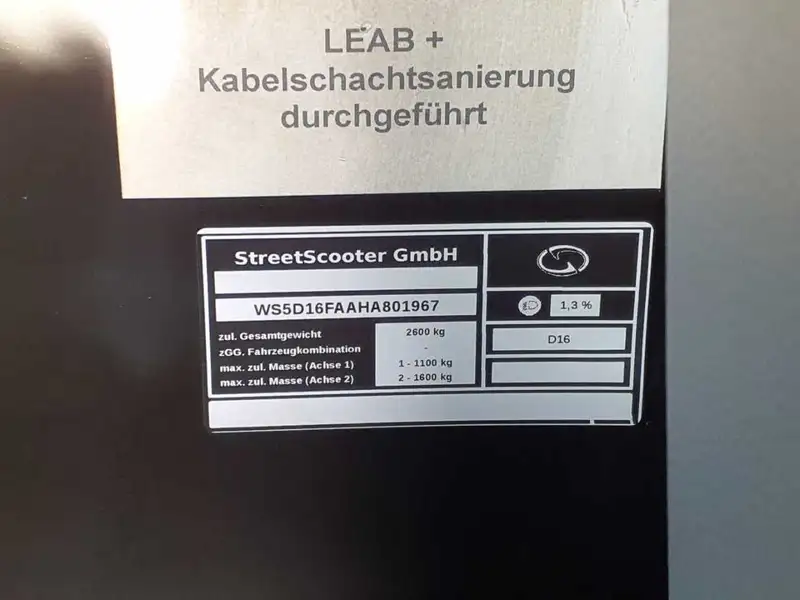 LEAB +
Kabelschachtsanierung
durchgeführt
StreetScooter GmbH
WS5D16FAAHA801967
zul. Gesamtgewicht 2600 kg
zGG. Fahrzeugkombination -
max. zul. Masse (Achse 1) 1 - 1100 kg
max. zul. Masse (Achse 2) 2 - 1600 kg
1,3 %
D16